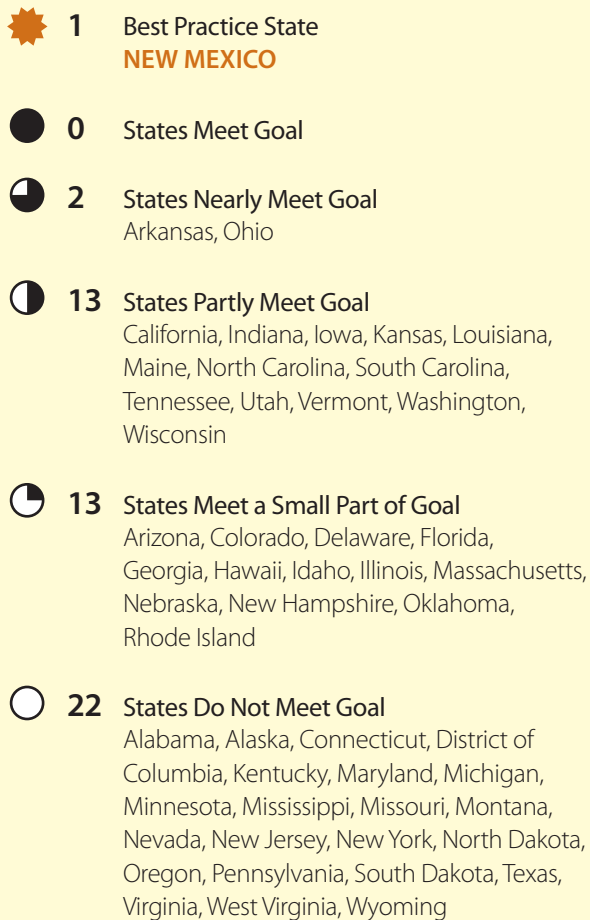 1 Best Practice State
NEW MEXICO
0 States Meet Goal
2 States Nearly Meet Goal
Arkansas, Ohio
13 States Partly Meet Goal
California, Indiana, Iowa, Kansas, Louisiana,
Maine, North Carolina, South Carolina,
Tennessee, Utah, Vermont, Washington,
Wisconsin
13 States Meet a Small Part of Goal
Arizona, Colorado, Delaware, Florida,
Georgia, Hawaii, Idaho, Illinois, Massachusetts,
Nebraska, New Hampshire, Oklahoma,
Rhode Island
22 States Do Not Meet Goal
Alabama, Alaska, Connecticut, District of
Columbia, Kentucky, Maryland, Michigan,
Minnesota, Mississippi, Missouri, Montana,
Nevada, New Jersey, New York, North Dakota,
Oregon, Pennsylvania, South Dakota, Texas,
Virginia, West Virginia, Wyoming